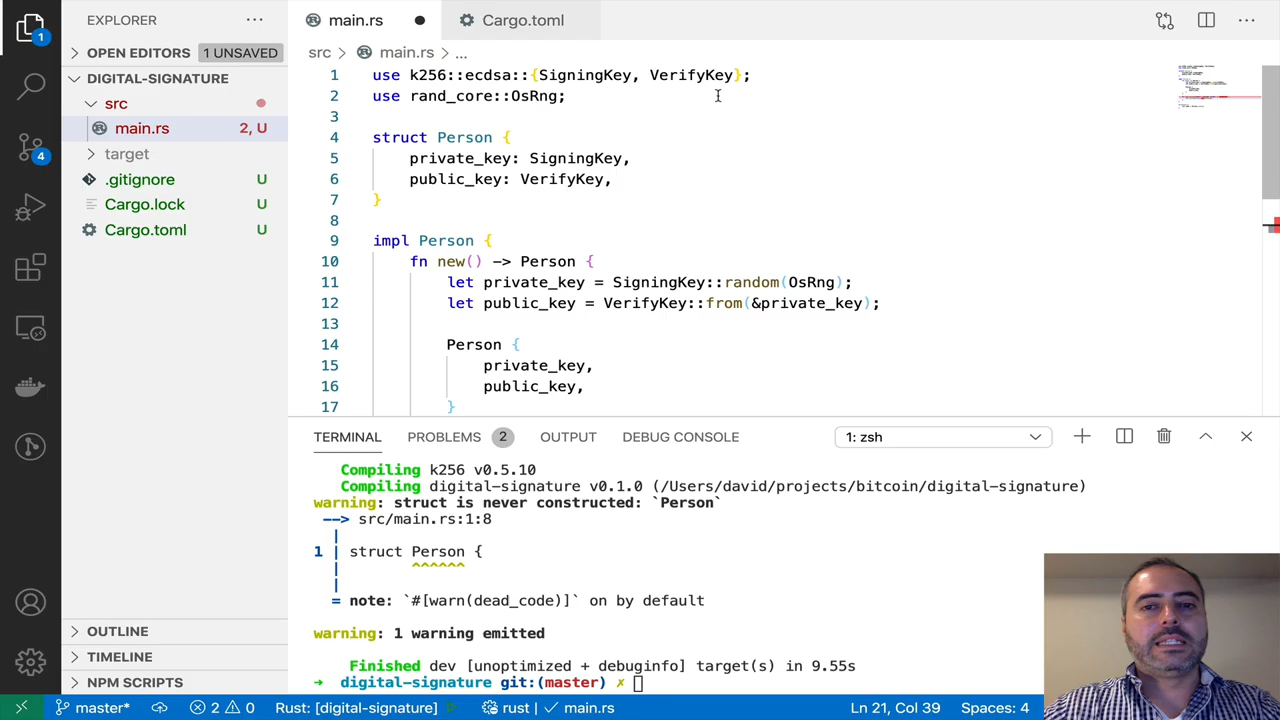 EXPLORER
1
OPEN EDITORS 1 UNSAVED
DIGITAL-SIGNATURE
src
main.rs 2, U
target
.gitignore U
Cargo.lock U
Cargo.toml U
4
OUTLINE
TIMELINE
NPM SCRIPTS
main.rs
Cargo.toml
src > main.rs > ...
1 use k256::ecdsa::{SigningKey, VerifyKey};
2 use rand_core::OsRng;
3
4 struct Person {
5 private_key: SigningKey,
6 public_key: VerifyKey,
7 }
8
9 impl Person {
10 fn new() -> Person {
11 let private_key = SigningKey::random(OsRng);
12 let public_key = VerifyKey::from(&private_key);
13
14 Person {
15 private_key,
16 public_key,
17 }
TERMINAL PROBLEMS 2 OUTPUT DEBUG CONSOLE 1: zsh
Compiling k256 v0.5.10
Compiling digital-signature v0.1.0 (/Users/david/projects/bitcoin/digital-signature)
warning: struct is never constructed: `Person`
--> src/main.rs:1:8
|
1 | struct Person {
| ^^^^^^
|
= note: `#[warn(dead_code)]` on by default
warning: 1 warning emitted
Finished dev [unoptimized + debuginfo] target(s) in 9.55s
→ digital-signature git:(master) ✗
master* 2 0 Rust: [digital-signature] rust | ✓ main.rs Ln 21, Col 39 Spaces: 4